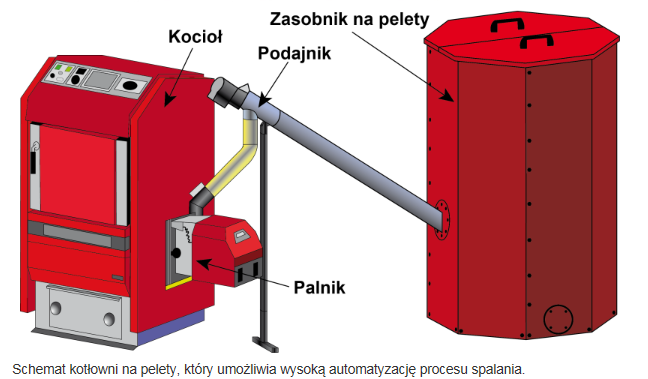 Zasobnik na pelety
Kocioł
Podajnik
Palnik
Schemat kotłowni na pelety, który umożliwia wysoką automatyzację procesu spalania.